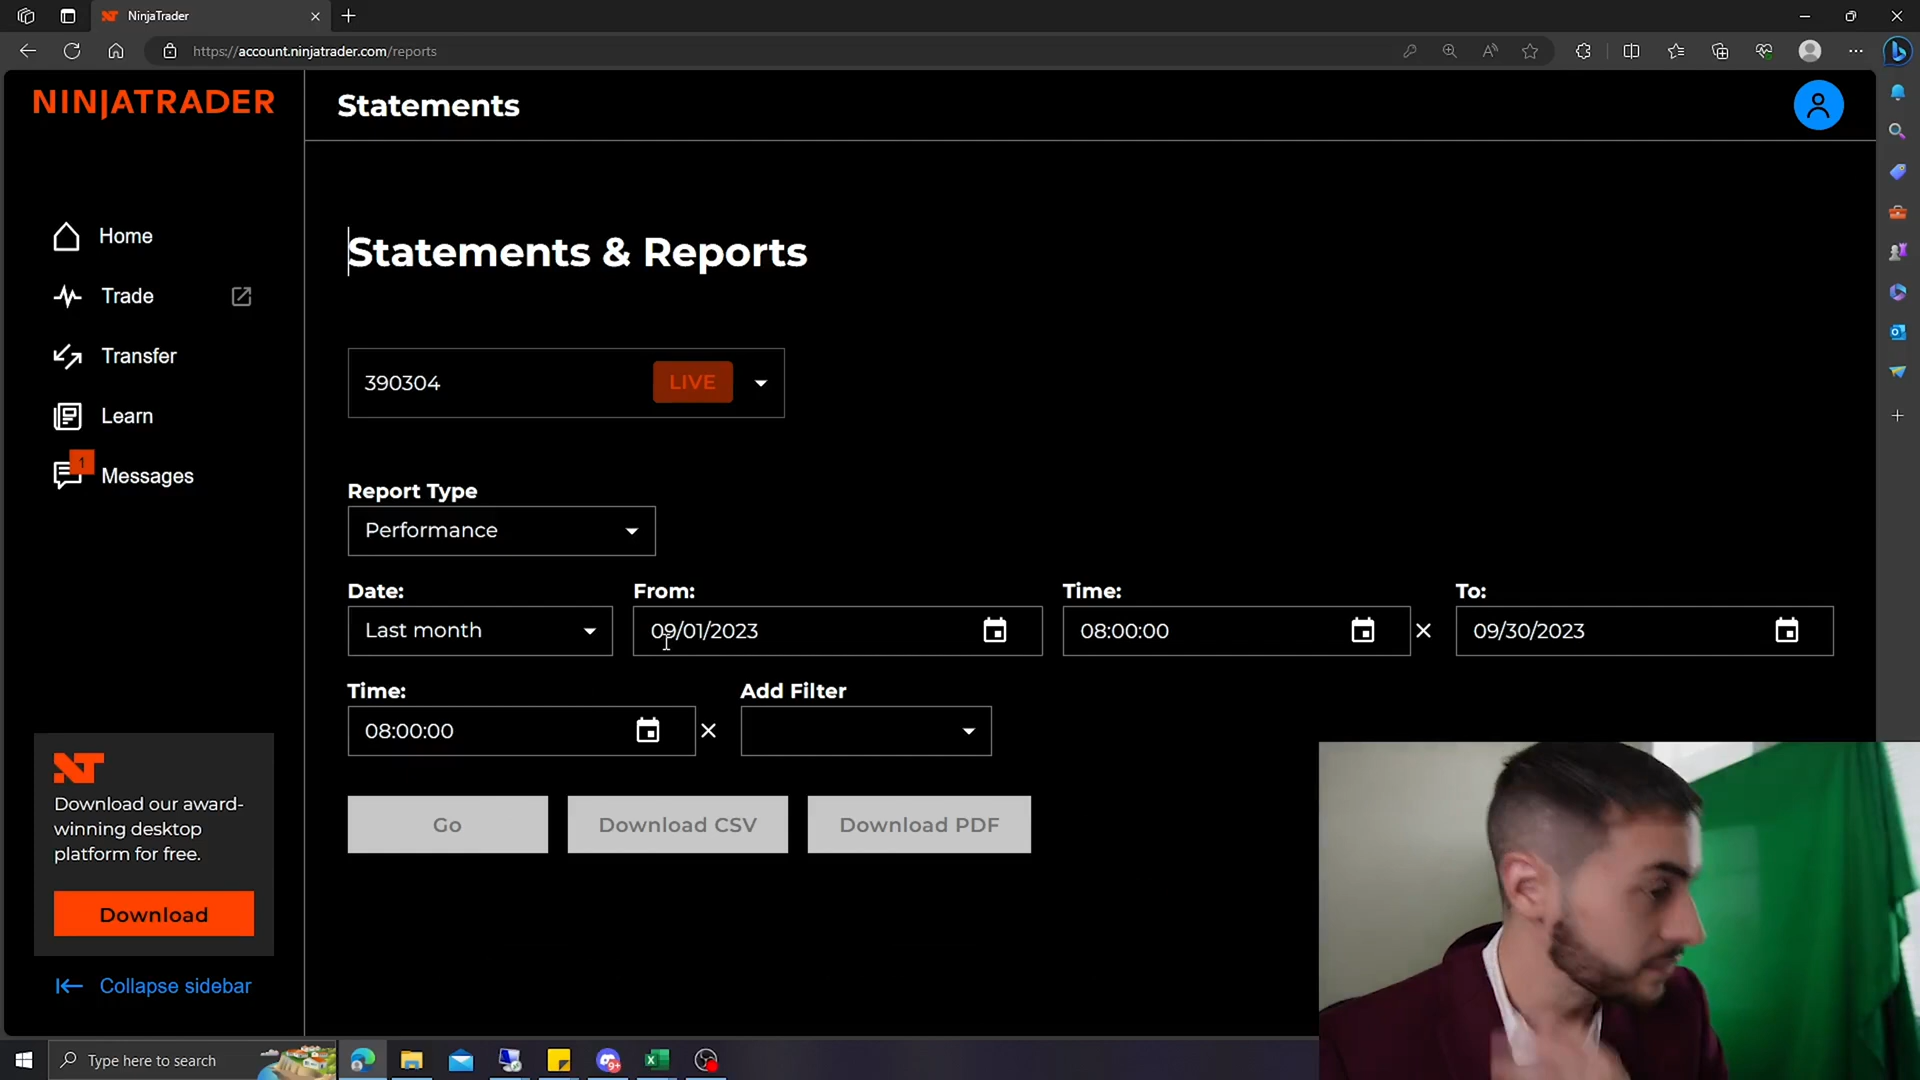 NinjaTrader
https://account.ninjatrader.com/reports
NINJATRADER
Statements
Home
Trade
Transfer
Learn
1
Messages
Statements & Reports
390304
LIVE
Report Type
Performance
Date:
From:
Time:
To:
Last month
09/01/2023
08:00:00
09/30/2023
Time:
Add Filter
08:00:00
Go
Download CSV
Download PDF
Download our award-
winning desktop
platform for free.
Download
Collapse sidebar
Type here to search
9+